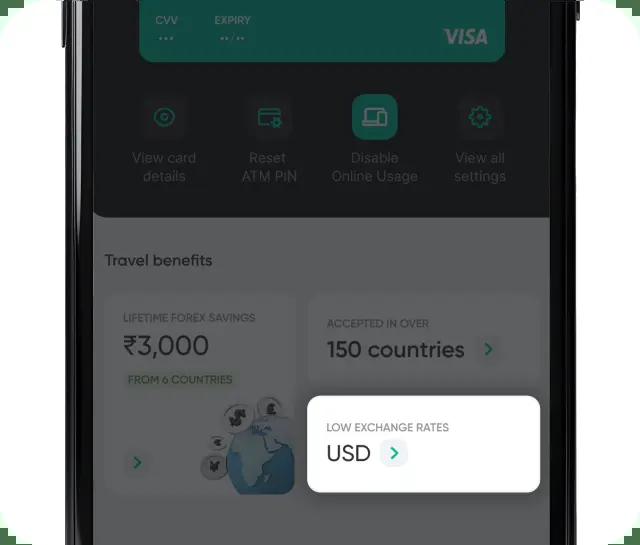 CVV EXPIRY
••• ••/••
VISA
View card
details
Reset
ATM PIN
Disable
Online Usage
View all
settings
Travel benefits
LIFETIME FOREX SAVINGS
₹3,000
FROM 6 COUNTRIES
ACCEPTED IN OVER
150 countries
LOW EXCHANGE RATES
USD